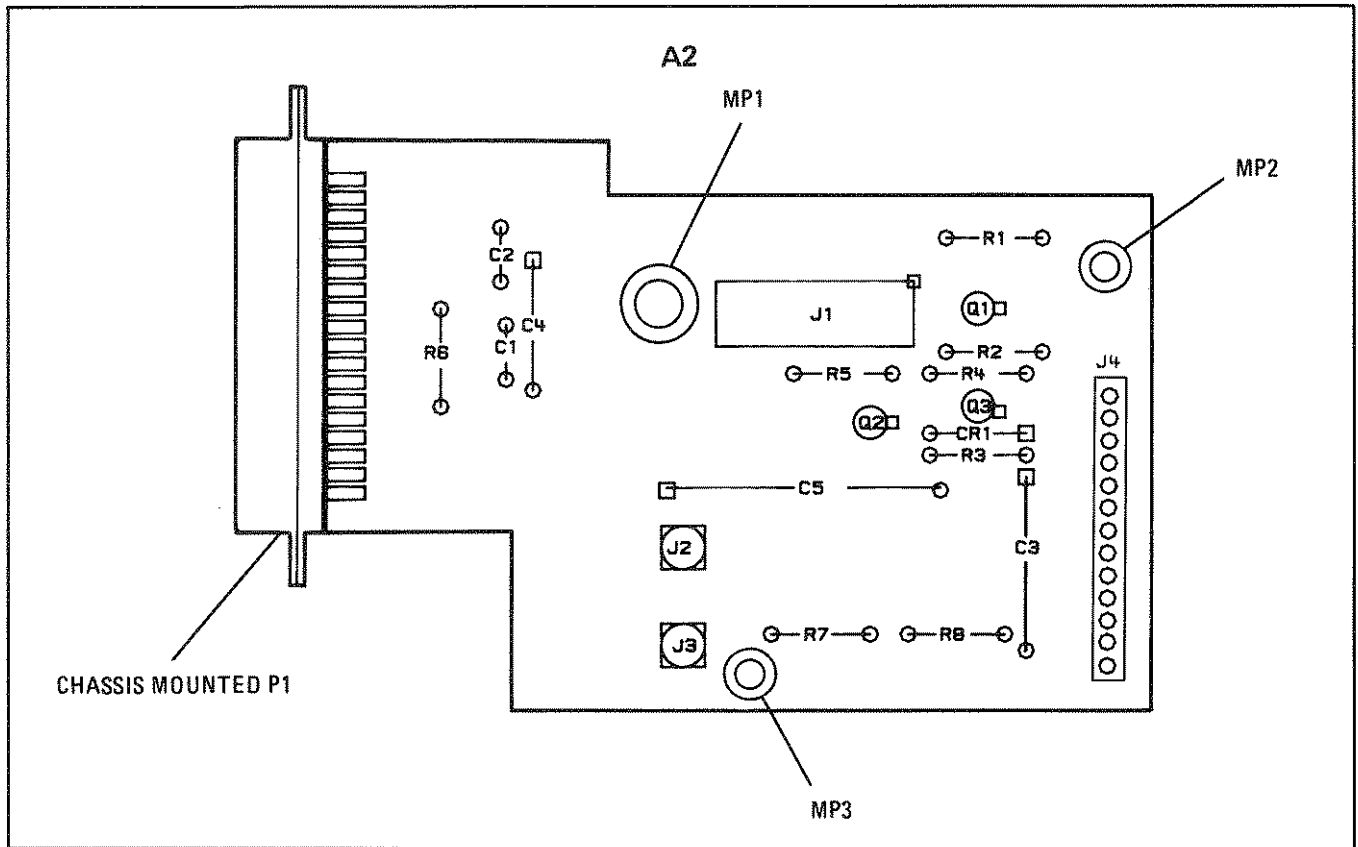 A2
MP1
MP2
R1
C2
J1
Q1
C4
R6
C1
R2
J4
R5
R4
Q3
Q2
CR1
R3
C5
J2
C3
R7
R8
J3
CHASSIS MOUNTED P1
MP3